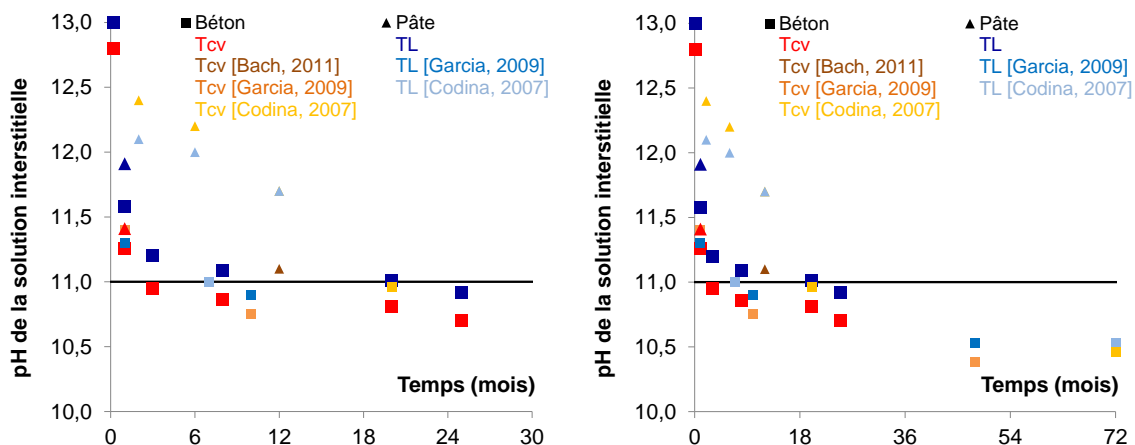 pH de la solution interstitielle
13,0
12,5
12,0
11,5
11,0
10,5
10,0
Béton Pâte
Tcv TL
Tcv [Bach, 2011] TL [Garcia, 2009]
Tcv [Garcia, 2009] TL [Codina, 2007]
Tcv [Codina, 2007]
Temps (mois)
0 6 12 18 24 30
pH de la solution interstitielle
13,0
12,5
12,0
11,5
11,0
10,5
10,0
Béton Pâte
Tcv TL
Tcv [Bach, 2011] TL [Garcia, 2009]
Tcv [Garcia, 2009] TL [Codina, 2007]
Tcv [Codina, 2007]
Temps (mois)
0 18 36 54 72